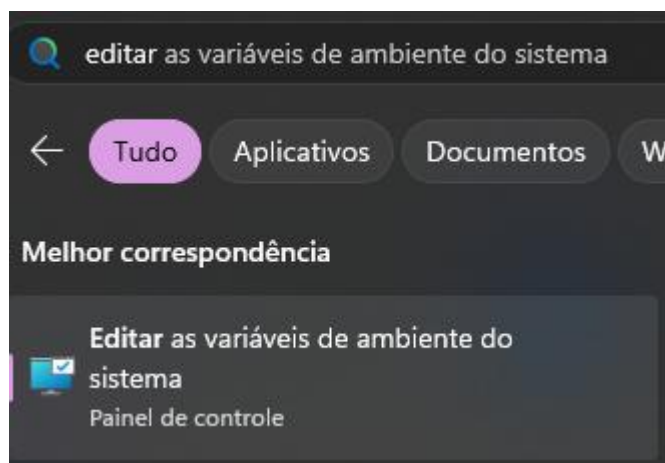 editar as variáveis de ambiente do sistema
Tudo Aplicativos Documentos W
Melhor correspondência
Editar as variáveis de ambiente do
sistema
Painel de controle